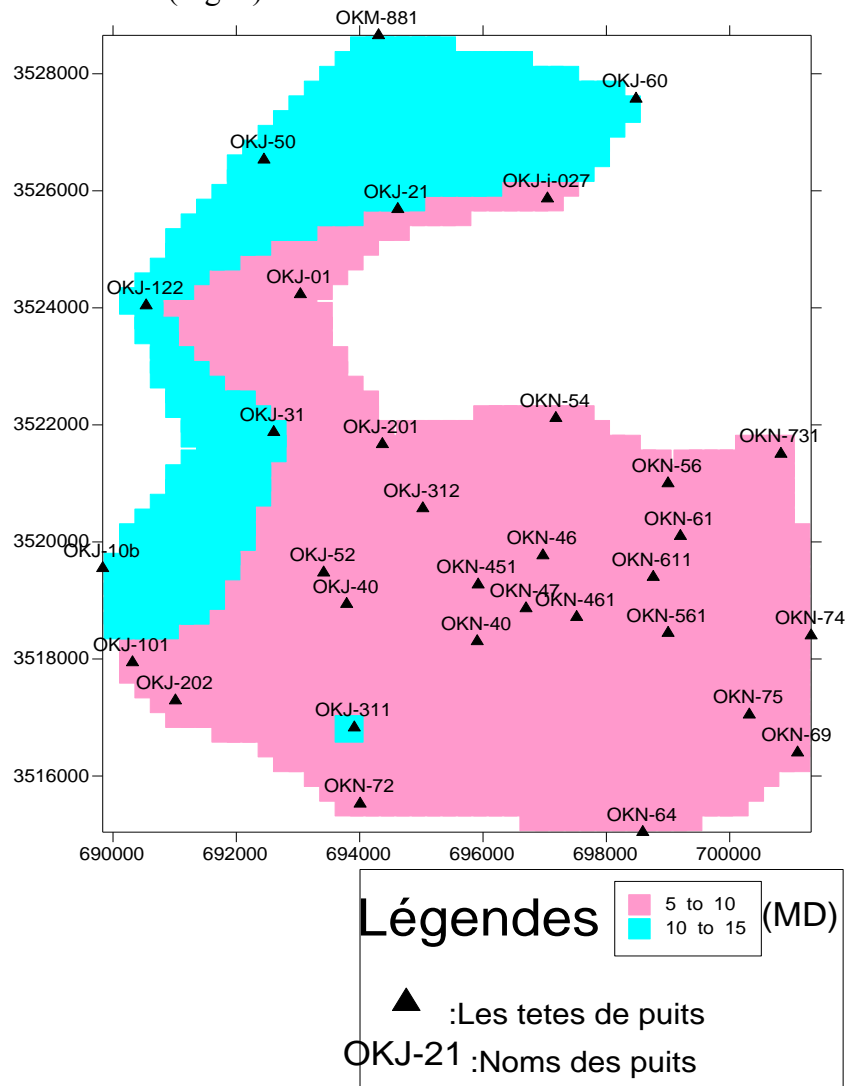 OKM-881
3528000
OKJ-60
OKJ-50
3526000
OKJ-21
OKJ-i-027
OKJ-01
OKJ-122
3524000
OKN-54
3522000
OKJ-31
OKJ-201
OKN-731
OKN-56
OKJ-312
OKN-61
3520000
OKJ-10b
OKJ-52
OKN-46
OKN-451
OKN-611
OKJ-40
OKN-47
OKN-461
OKN-40
OKN-561
OKN-74
3518000
OKJ-101
OKJ-202
OKJ-311
OKN-75
OKN-69
3516000
OKN-72
OKN-64
690000 692000 694000 696000 698000 700000
Légendes
5 to 10
10 to 15
(MD)
:Les tetes de puits
OKJ-21 :Noms des puits